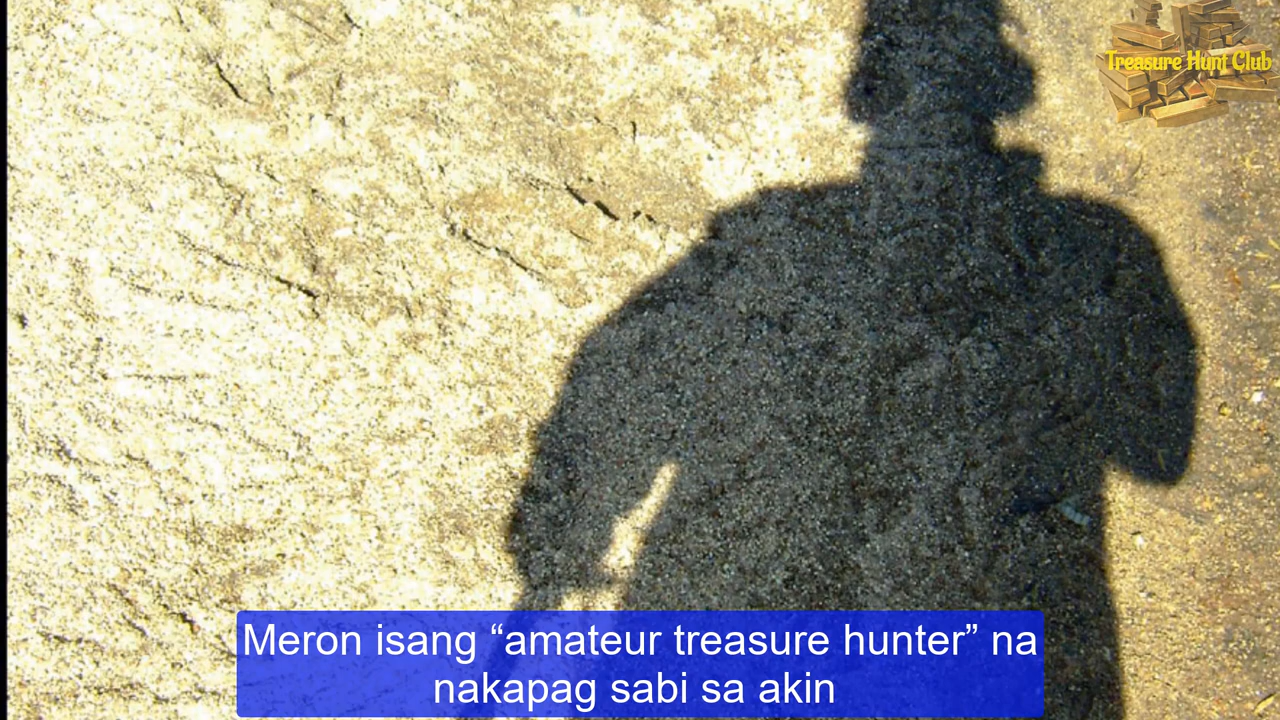 Treasure Hunt Club
Meron isang “amateur treasure hunter” na
nakapag sabi sa akin